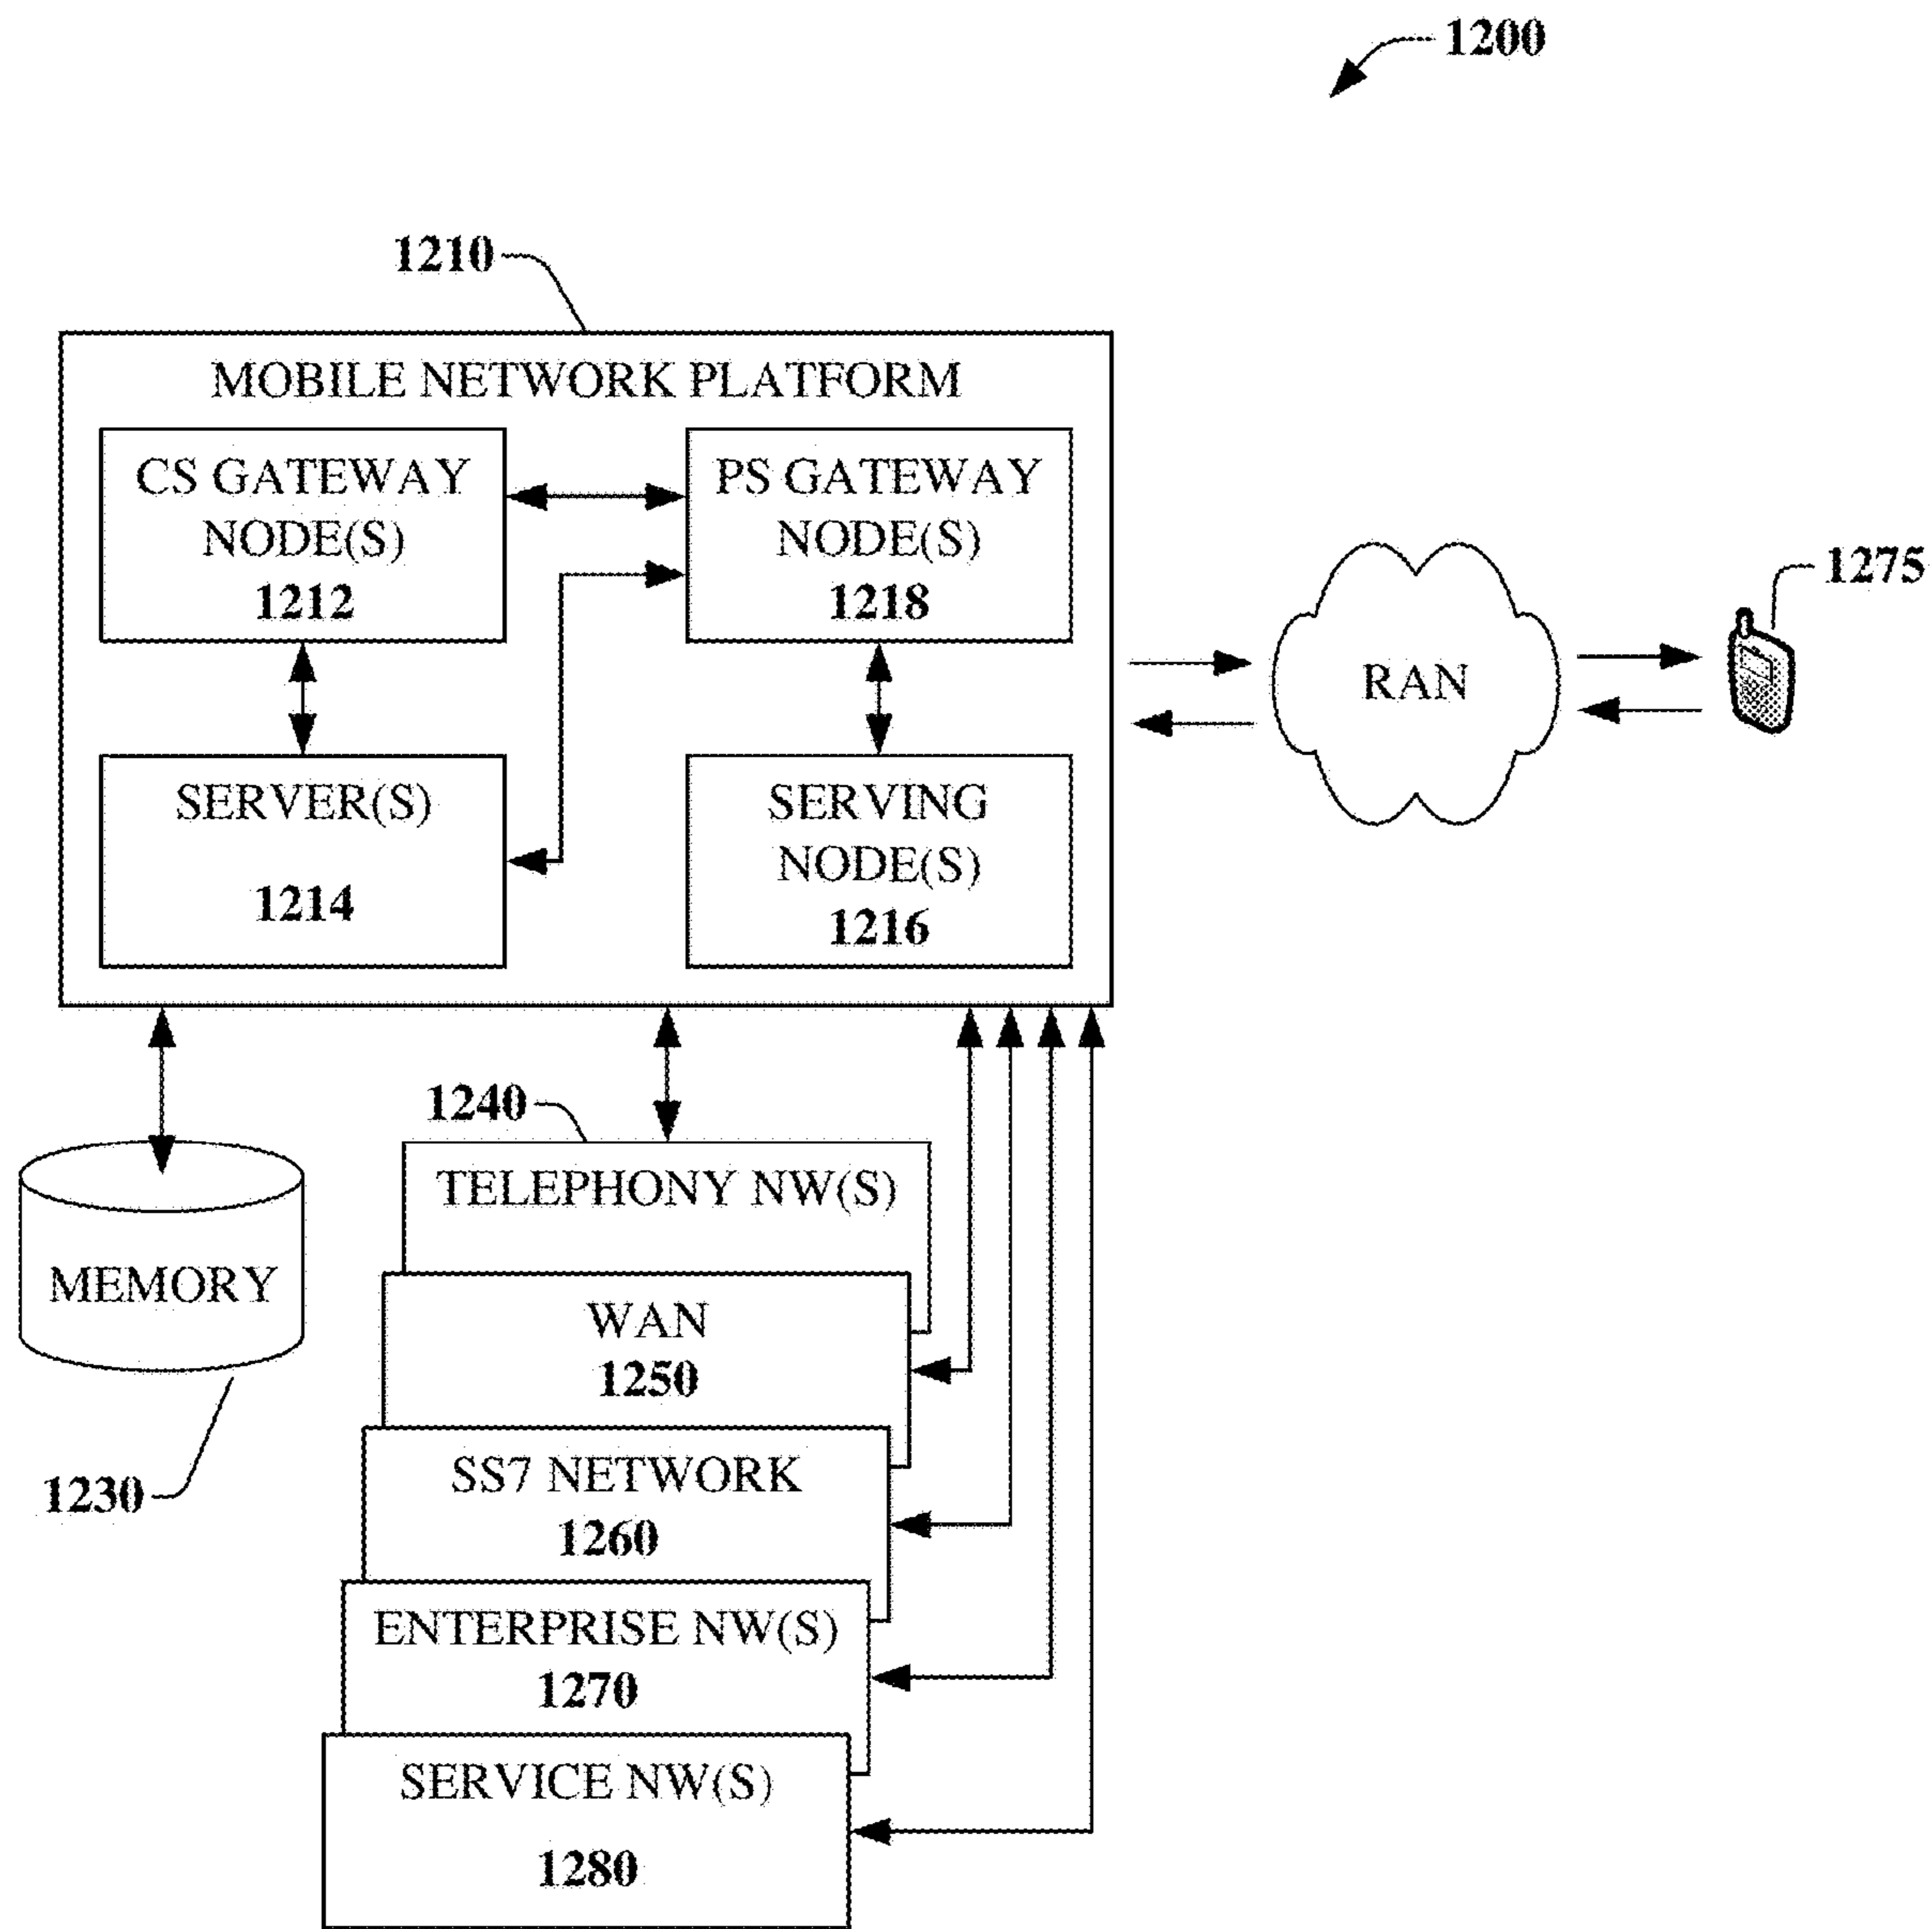 1200
1210
MOBILE NETWORK PLATFORM
CS GATEWAY
NODE(S)
1212
PS GATEWAY
NODE(S)
1218
SERVER(S)
1214
SERVING
NODE(S)
1216
RAN
1275
1240
TELEPHONY NW(S)
MEMORY
1230
WAN
1250
SS7 NETWORK
1260
ENTERPRISE NW(S)
1270
SERVICE NW(S)
1280